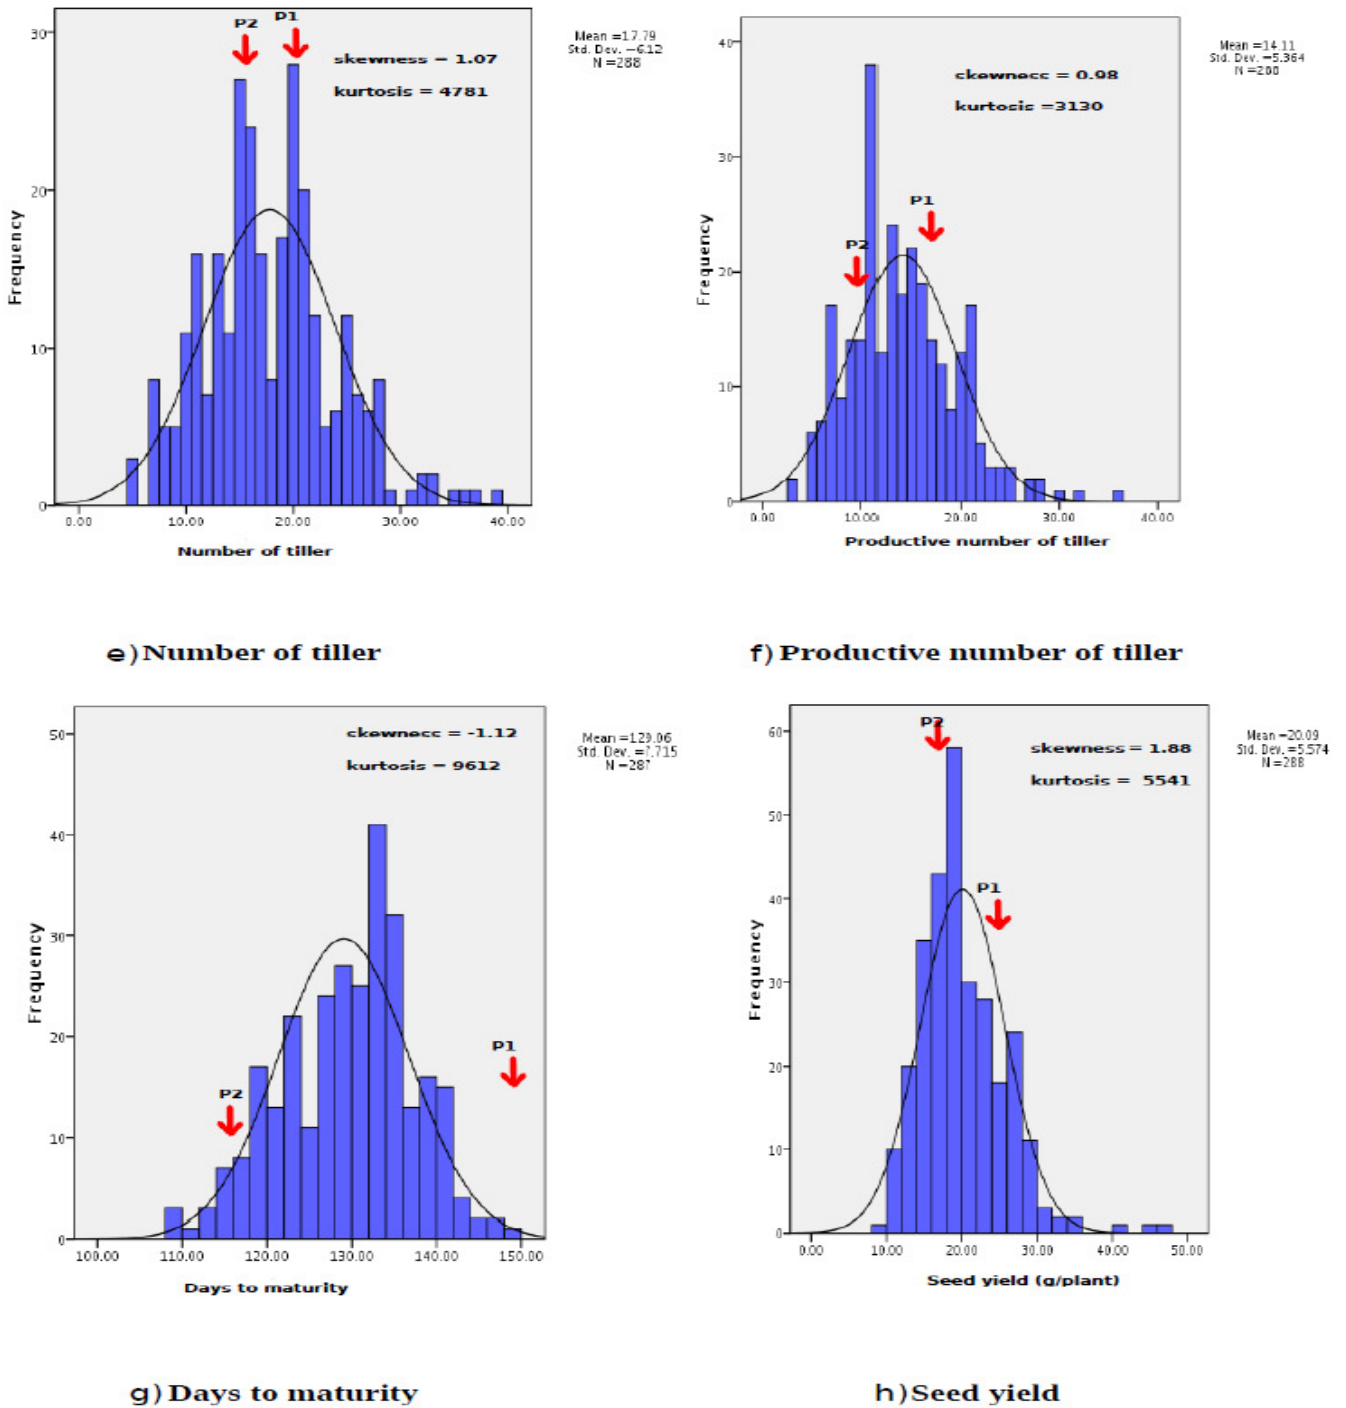 P2 P1
skewness = 1.07
kurtosis = 4781
Mean =17.79
Std. Dev. =6.12
N =288
30
20
10
0
Frequency
0.00 10.00 20.00 30.00 40.00
Number of tiller
e) Number of tiller
P1
P2
ckewnecc = 0.98
kurtosis =3130
Mean =14.11
Std. Dev. =5.364
40
30
20
10
0
Frequency
0.00 10.00 20.00 30.00 40.00
Productive number of tiller
f) Productive number of tiller
ckewnecc = -1.12
kurtosis = 9612
Mean =129.06
N =287
P1
P2
50
40
30
20
10
0
Frequency
100.00 110.00 120.00 130.00 140.00 150.00
Days to maturity
g) Days to maturity
P2
P1
skewness = 1.88
kurtosis = 5541
Mean =20.09
Std. Dev. =5.574
N =288
60
50
40
30
20
10
0
Frequency
0.00 10.00 20.00 30.00 40.00 50.00
Seed yield (g/plant)
h)Seed yield